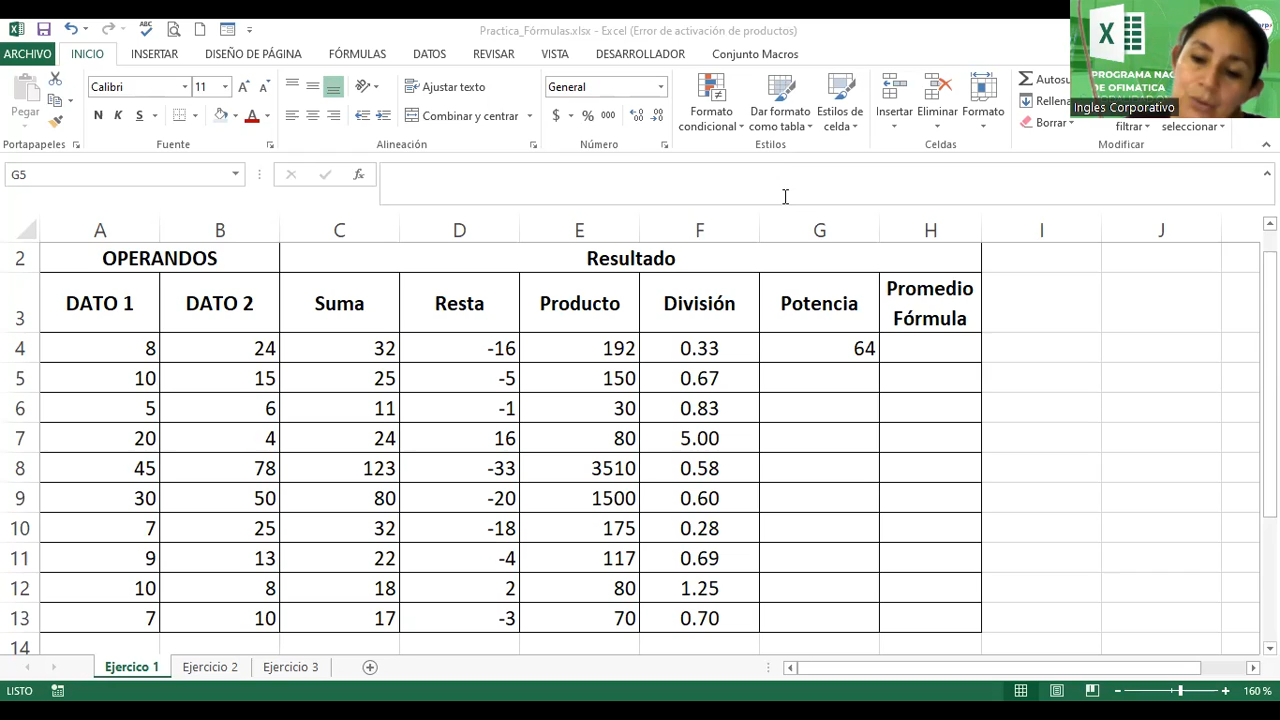 Practica_Fórmulas.xlsx - Excel (Error de activación de productos)
ARCHIVO INICIO INSERTAR DISEÑO DE PÁGINA FÓRMULAS DATOS REVISAR VISTA DESARROLLADOR Conjunto Macros
Pegar
Portapapeles
Calibri 11
N K S
Fuente
Ajustar texto
Combinar y centrar
Alineación
General
$ % 000
Número
Formato condicional
Dar formato como tabla
Estilos de celda
Estilos
Insertar Eliminar Formato
Celdas
Borrar
filtrar seleccionar
Modificar
PROGRAMA
DE OFIMATICA
Ingles Corporativo
G5
fx
A B C D E F G H I J
2 OPERANDOS Resultado
3 DATO 1 DATO 2 Suma Resta Producto División Potencia Promedio Fórmula
4 8 24 32 -16 192 0.33 64
5 10 15 25 -5 150 0.67
6 5 6 11 -1 30 0.83
7 20 4 24 16 80 5.00
8 45 78 123 -33 3510 0.58
9 30 50 80 -20 1500 0.60
10 7 25 32 -18 175 0.28
11 9 13 22 -4 117 0.69
12 10 8 18 2 80 1.25
13 7 10 17 -3 70 0.70
14
Ejercico 1 Ejercicio 2 Ejercicio 3
LISTO 160 %